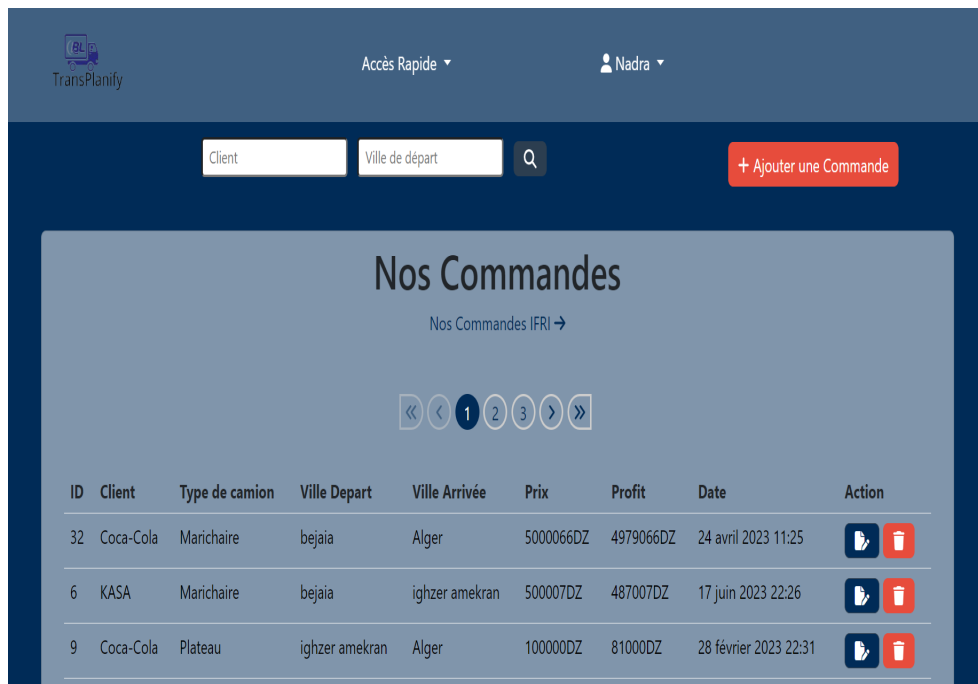 BL
TransPlanify
Accès Rapide
Nadra
Client
Ville de départ
+ Ajouter une Commande
Nos Commandes
Nos Commandes IFRI →
« ‹ 1 2 3 › »
ID Client Type de camion Ville Depart Ville Arrivée Prix Profit Date Action
32 Coca-Cola Marichaire bejaia Alger 5000066DZ 4979066DZ 24 avril 2023 11:25
6 KASA Marichaire bejaia ighzer amekran 500007DZ 487007DZ 17 juin 2023 22:26
9 Coca-Cola Plateau ighzer amekran Alger 100000DZ 81000DZ 28 février 2023 22:31